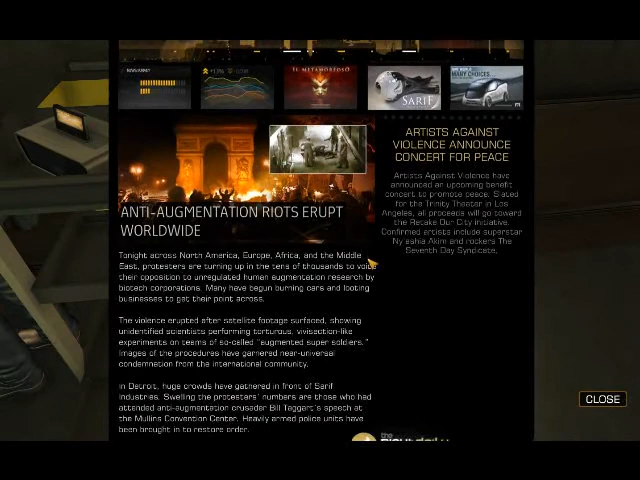 IL METAMORFOSO
SARIF
MANY CHOICES
ANTI-AUGMENTATION RIOTS ERUPT
WORLDWIDE
Tonight across North America, Europe, Africa, and the Middle
East, protesters are turning up in the tens of thousands to voice
their opposition to unregulated human augmentation research by
biotech corporations. Many have begun burning cars and looting
businesses to get their point across.
The violence erupted after satellite footage surfaced, showing
unidentified scientists performing torturous, vivisection-like
experiments on teams of so-called "augmented super soldiers."
Images of the procedures have garnered near-universal
condemnation from the international community.
In Detroit, huge crowds have gathered in front of Sarif
Industries. Swelling the protesters' numbers are those who had
attended anti-augmentation crusader Bill Taggart's speech at
the Mullins Convention Center. Heavily armed police units have
been brought in to restore order.
ARTISTS AGAINST
VIOLENCE ANNOUNCE
CONCERT FOR PEACE
Artists Against Violence have
announced an upcoming benefit
concert to promote peace. Slated
for the Trinity Theater in Los
Angeles, all proceeds will go toward
the Retake Our City initiative.
Confirmed artists include superstar
Nyashia Akim and rockers The
Seventh Day Syndicate.
CLOSE
the